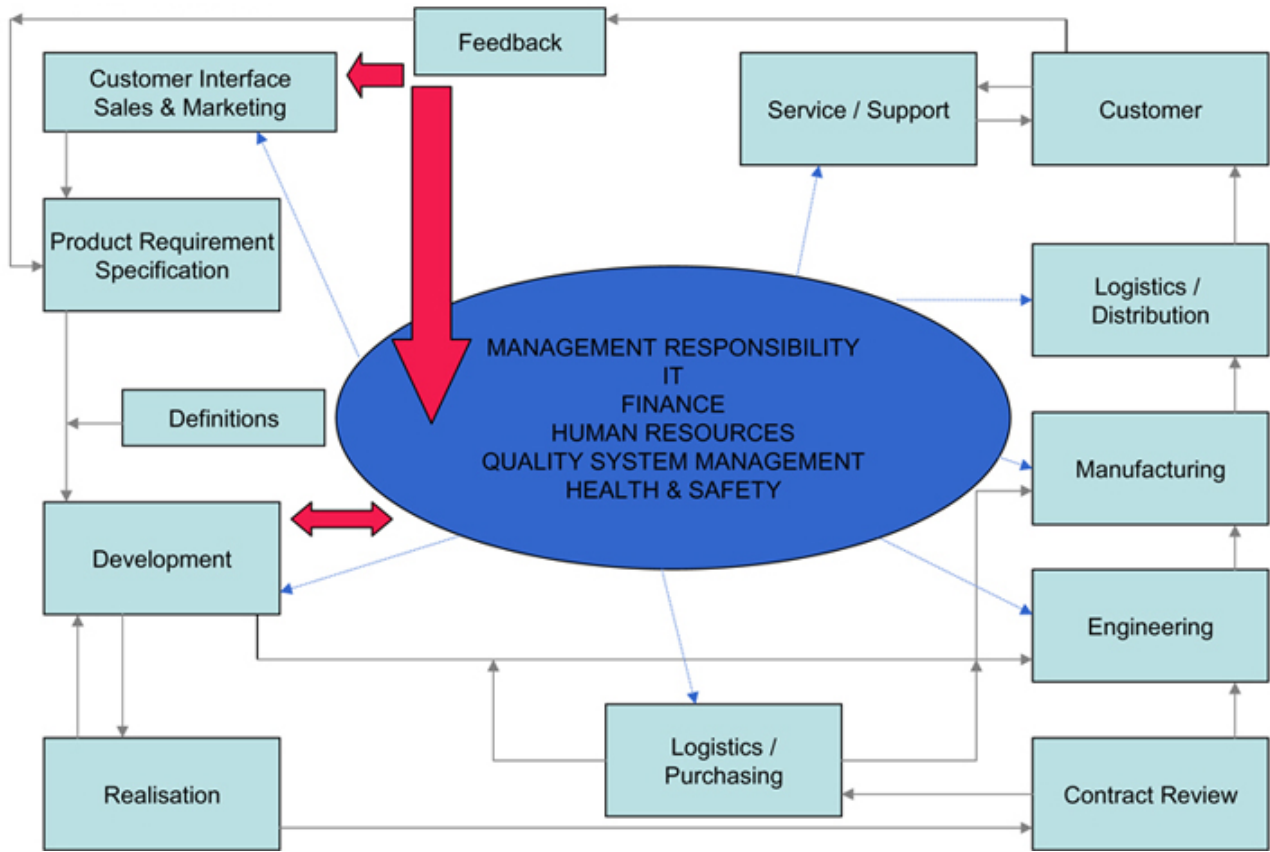 Feedback
Customer Interface
Sales & Marketing
Service / Support
Customer
Product Requirement
Specification
Logistics /
Distribution
MANAGEMENT RESPONSIBILITY
IT
FINANCE
HUMAN RESOURCES
QUALITY SYSTEM MANAGEMENT
HEALTH & SAFETY
Definitions
Manufacturing
Development
Engineering
Logistics /
Purchasing
Realisation
Contract Review